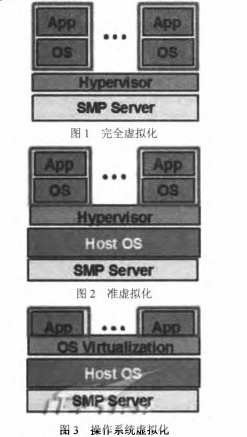 App ... App
OS OS
Hypervisor
SMP Server
图1 完全虚拟化
App ... App
OS OS
Hypervisor
Host OS
SMP Server
图2 准虚拟化
App ... App
OS Virtualization
Host OS
SMP Server
图3 操作系统虚拟化